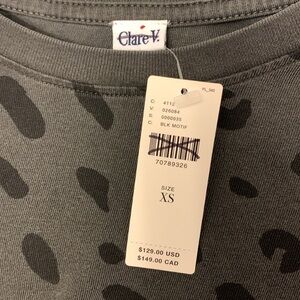 Clare V.
D: 4112
V: 026084
S: 0000035
C: BLK MOTIF
70789326
SIZE
XS
$129.00 USD
$149.00 CAD